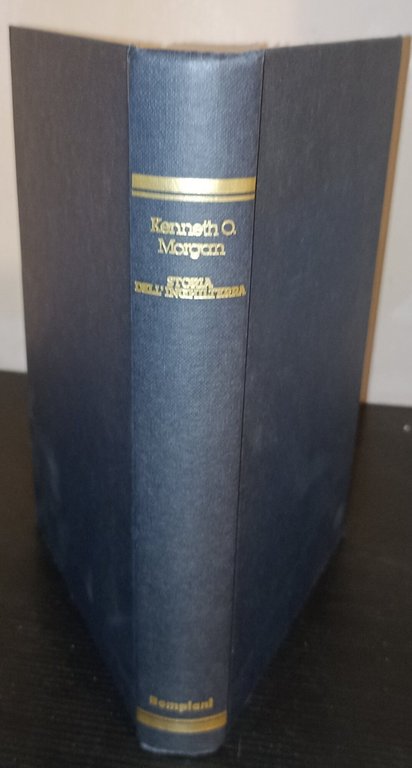 Kenneth O.
Morgan
STORIA
DELL'INGHILTERRA
Bompiani